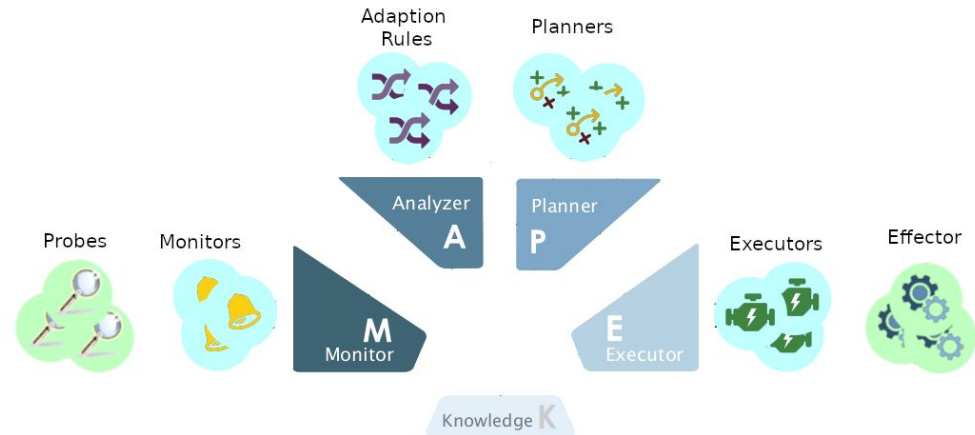 Adaption
Rules
Planners
Analyzer
A
Planner
P
Probes
Monitors
Executors
Effector
M
Monitor
E
Executor
Knowledge K